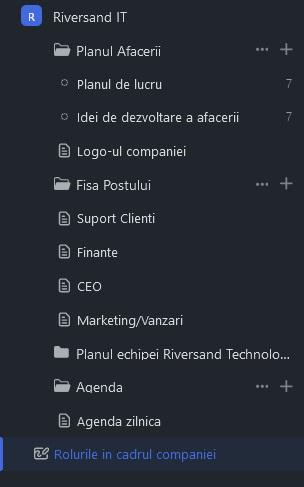 R Riversand IT
Planul Afacerii
Planul de lucru 7
Idei de dezvoltare a afacerii 7
Logo-ul companiei
Fisa Postului
Suport Clienti
Finante
CEO
Marketing/Vanzari
Planul echipei Riversand Technolo...
Agenda
Agenda zilnica
Rolurile in cadrul companiei